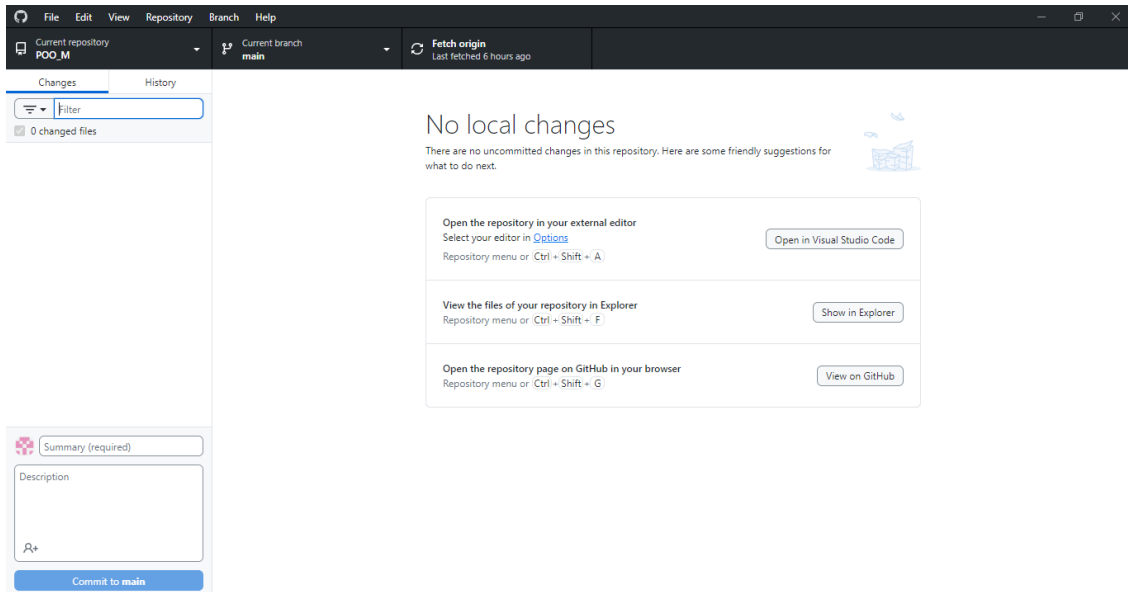 File Edit View Repository Branch Help
Current repository
POO_M
Current branch
main
Fetch origin
Last fetched 6 hours ago
Changes History
Filter
0 changed files
No local changes
There are no uncommitted changes in this repository. Here are some friendly suggestions for
what to do next.
Open the repository in your external editor
Select your editor in Options
Repository menu or Ctrl + Shift + A
Open in Visual Studio Code
View the files of your repository in Explorer
Repository menu or Ctrl + Shift + F
Show in Explorer
Open the repository page on GitHub in your browser
Repository menu or Ctrl + Shift + G
View on GitHub
Summary (required)
Description
Commit to main